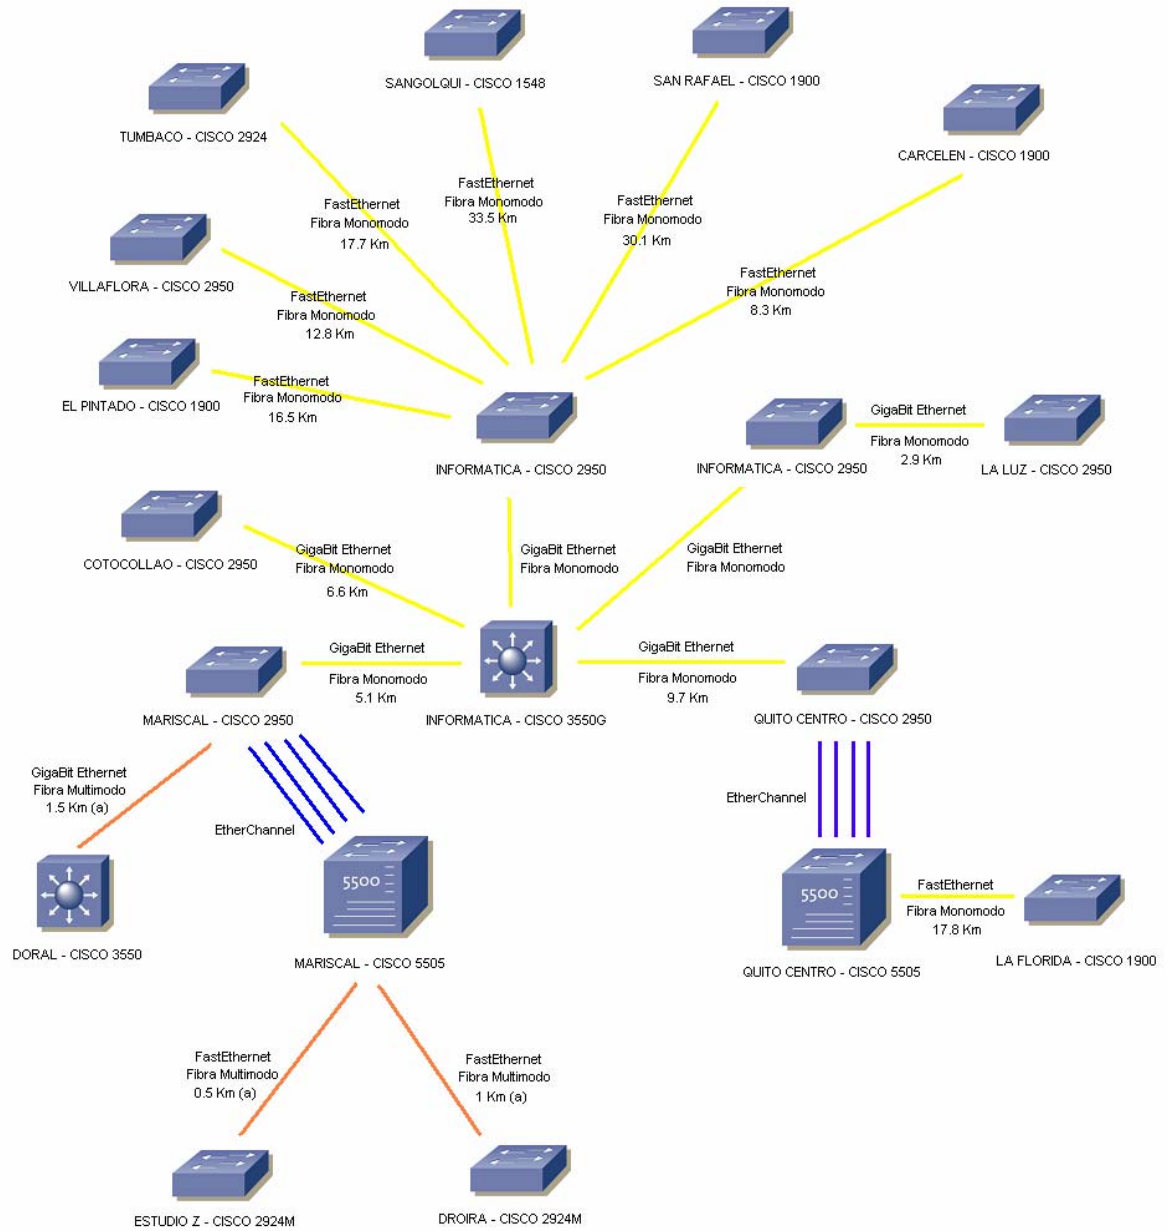 SANGOLQUI - CISCO 1548
SAN RAFAEL - CISCO 1900
TUMBACO - CISCO 2924
CARCELEN - CISCO 1900
FastEthernet
Fibra Monomodo
33.5 Km
FastEthernet
Fibra Monomodo
17.7 Km
FastEthernet
Fibra Monomodo
30.1 Km
FastEthernet
Fibra Monomodo
8.3 Km
VILLAFLORA - CISCO 2950
FastEthernet
Fibra Monomodo
12.8 Km
EL PINTADO - CISCO 1900
FastEthernet
Fibra Monomodo
16.5 Km
INFORMATICA - CISCO 2950
INFORMATICA - CISCO 2950
GigaBit Ethernet
Fibra Monomodo
2.9 Km
LA LUZ - CISCO 2950
COTOCOLLAO - CISCO 2950
GigaBit Ethernet
Fibra Monomodo
6.6 Km
GigaBit Ethernet
Fibra Monomodo
GigaBit Ethernet
Fibra Monomodo
MARISCAL - CISCO 2950
GigaBit Ethernet
Fibra Monomodo
5.1 Km
INFORMATICA - CISCO 3550G
GigaBit Ethernet
Fibra Monomodo
9.7 Km
QUITO CENTRO - CISCO 2950
GigaBit Ethernet
Fibra Multimodo
1.5 Km (a)
EtherChannel
EtherChannel
DORAL - CISCO 3550
5500
MARISCAL - CISCO 5505
5500
QUITO CENTRO - CISCO 5505
FastEthernet
Fibra Monomodo
17.8 Km
LA FLORIDA - CISCO 1900
FastEthernet
Fibra Multimodo
0.5 Km (a)
FastEthernet
Fibra Multimodo
1 Km (a)
ESTUDIO Z - CISCO 2924M
DROIRA - CISCO 2924M